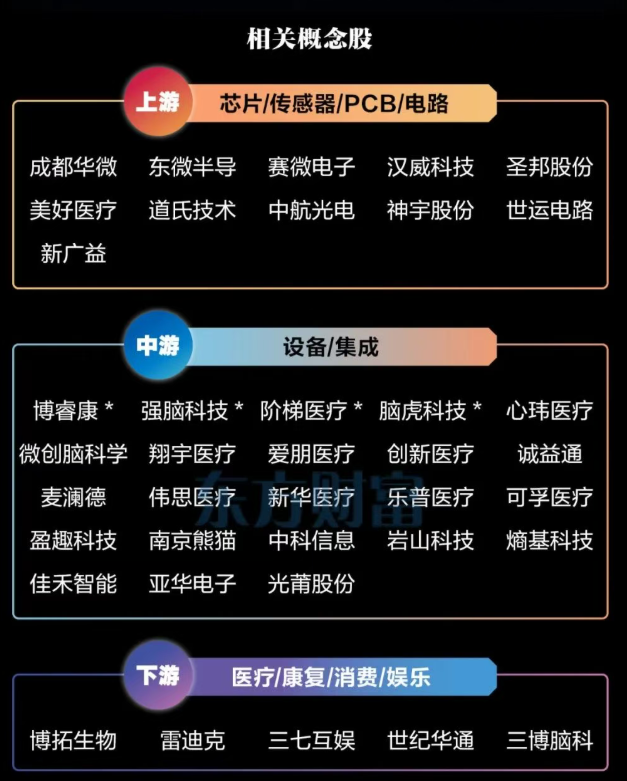 相关概念股
上游 芯片/传感器/PCB/电路
成都华微 东微半导 赛微电子 汉威科技 圣邦股份
美好医疗 道氏技术 中航光电 神宇股份 世运电路
新广益
中游 设备/集成
博睿康* 强脑科技* 阶梯医疗* 脑虎科技* 心玮医疗
微创脑科学 翔宇医疗 爱朋医疗 创新医疗 诚益通
麦澜德 伟思医疗 新华医疗 乐普医疗 可孚医疗
东方财富
盈趣科技 南京熊猫 中科信息 岩山科技 熵基科技
佳禾智能 亚华电子 光莆股份
下游 医疗/康复/消费/娱乐
博拓生物 雷迪克 三七互娱 世纪华通 三博脑科